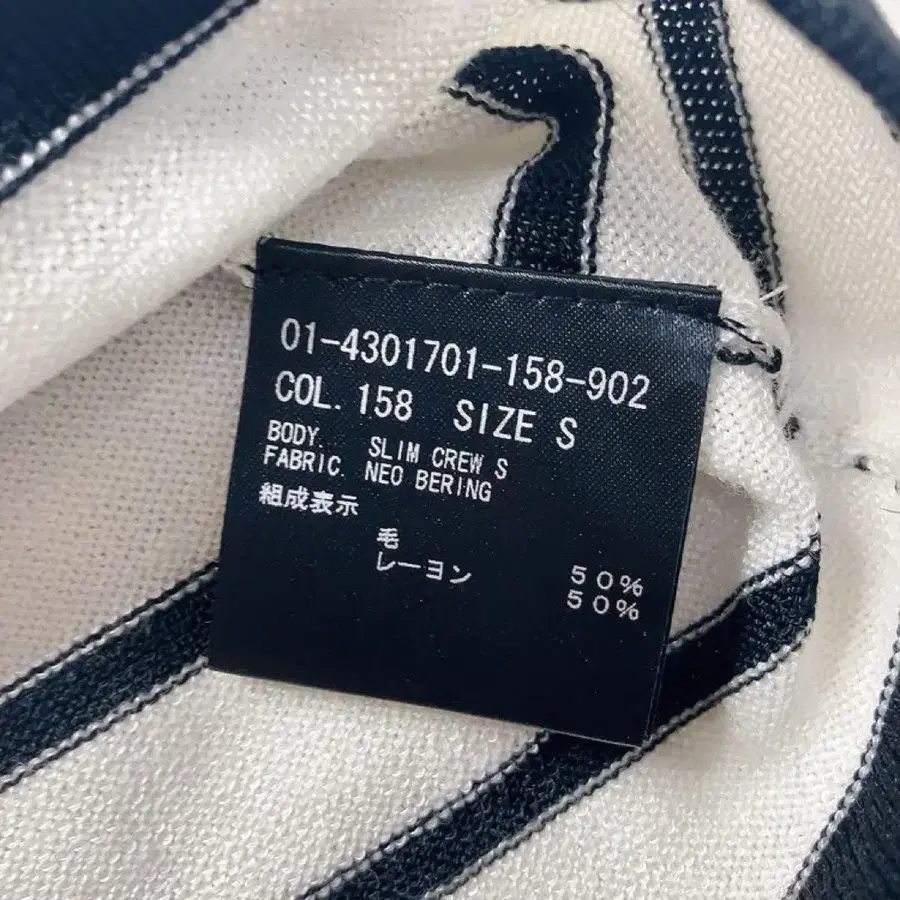 01-4301701-158-902
COL. 158 SIZE S
BODY. SLIM CREW S
FABRIC. NEO BERING
組成表示
毛 50%
レーヨン 50%